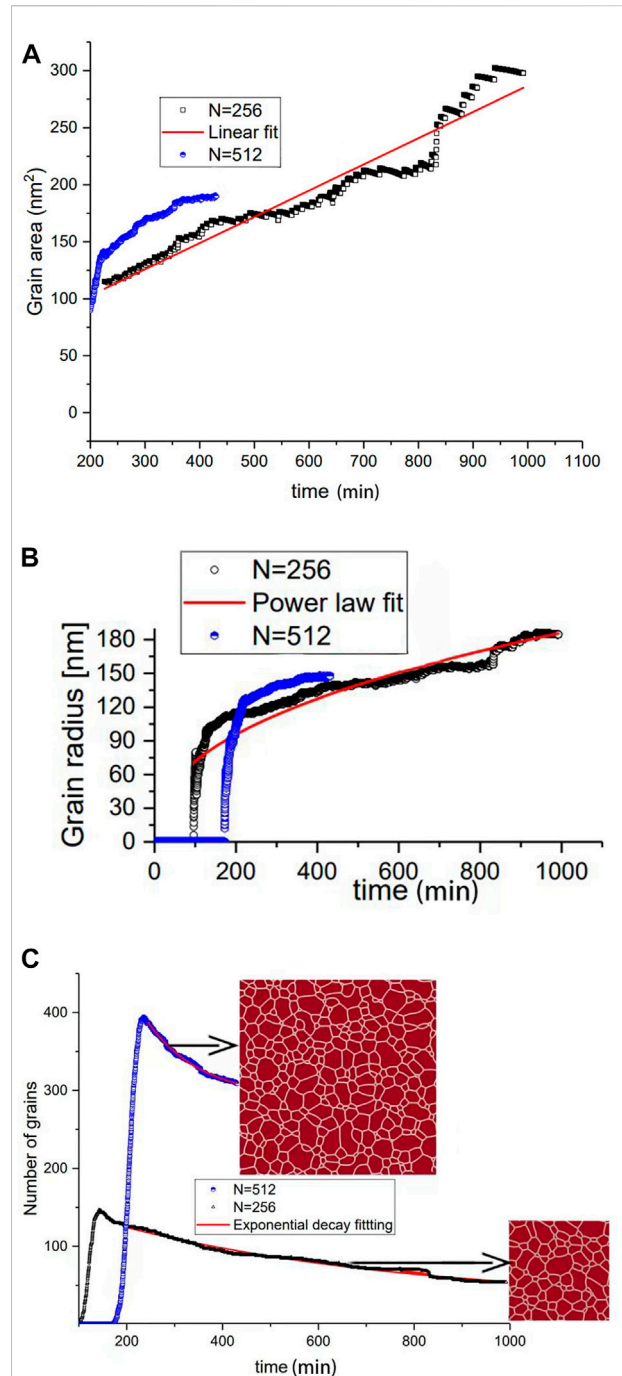 A
300
250
200
150
100
50
0
Grain area (nm²)
N=256
Linear fit
N=512
200 300 400 500 600 700 800 900 1000 1100
time (min)
B
N=256
Power law fit
N=512
180
150
120
90
60
30
0
Grain radius [nm]
0 200 400 600 800 1000
time (min)
C
400
300
200
100
Number of grains
N=512
N=256
Exponential decay fittting
200 400 600 800 1000
time (min)